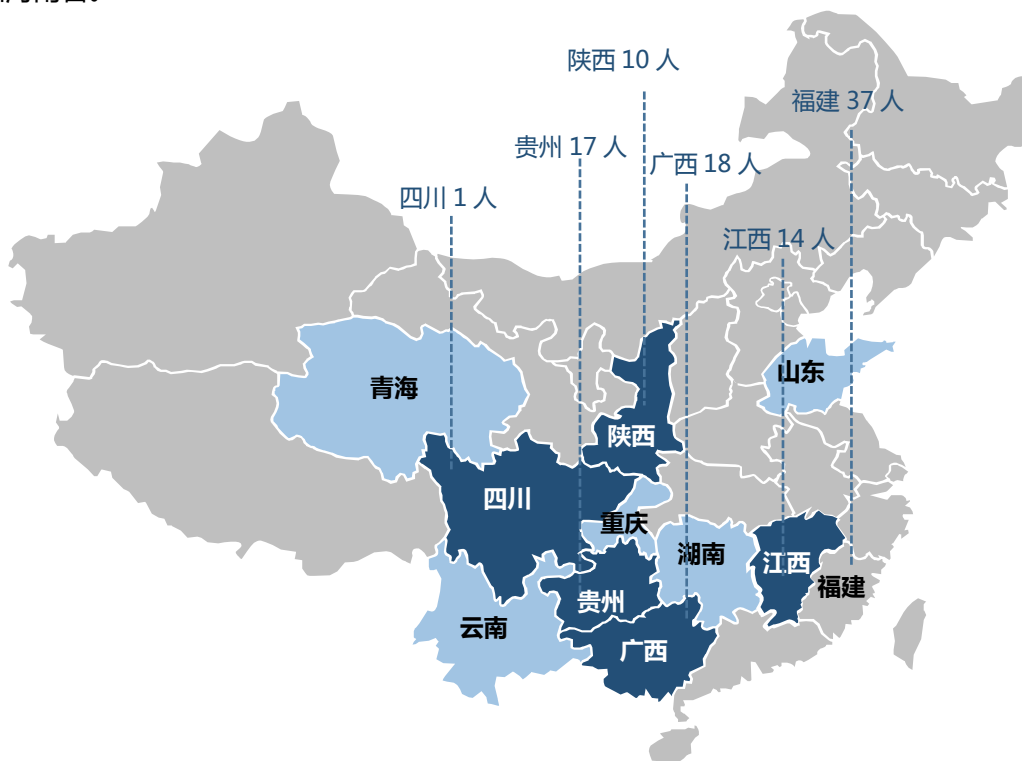 陕西 10 人
福建 37 人
贵州 17 人
广西 18 人
四川 1 人
江西 14 人
山东
青海
陕西
四川
重庆
湖南
江西
福建
贵州
云南
广西